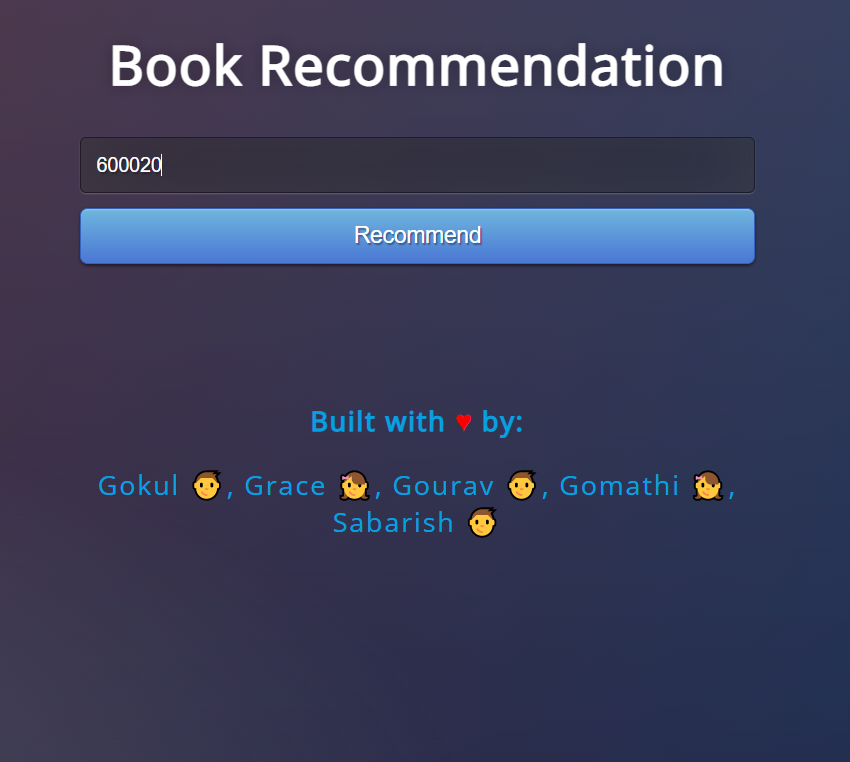 Book Recommendation
600020
Recommend
Built with ♥ by:
Gokul 👦, Grace 👧, Gourav 👦, Gomathi 👧,
Sabarish 👦